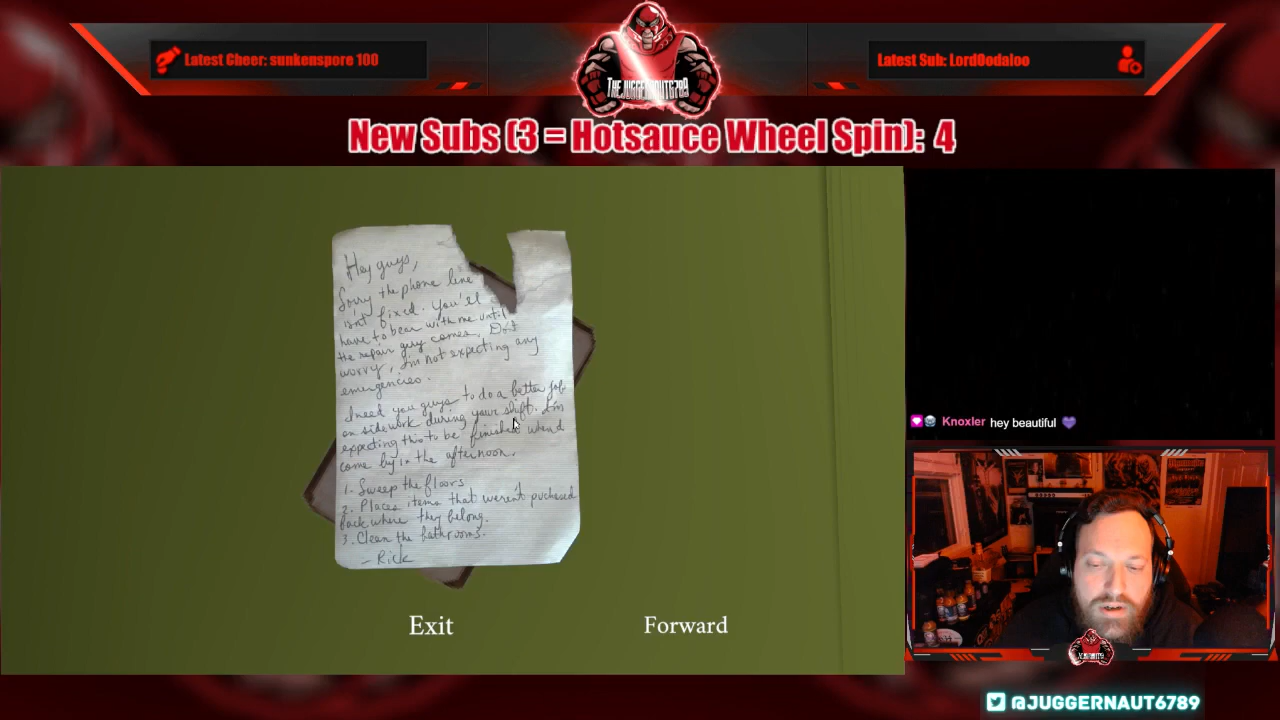 Latest Cheer: sunkenspore 100
THEJUGGERNAUT6789
Latest Sub: LordOodaloo
New Subs (3 = Hotsauce Wheel Spin): 4
Hey guys,
Sorry the phone line
isn't fixed. You'll
have to bear with me until
the repair guy comes. Don't
worry, I'm not expecting any
emergencies.
I need you guys to do a better job
on sidework during your shift. I'm
expecting this to be finished when I
come by in the afternoon.
1. Sweep the floors
2. Places items that weren't puchased
back where they belong.
3. Clean the bathrooms.
- Rick
Exit
Forward
Knoxler hey beautiful
@JUGGERNAUT6789